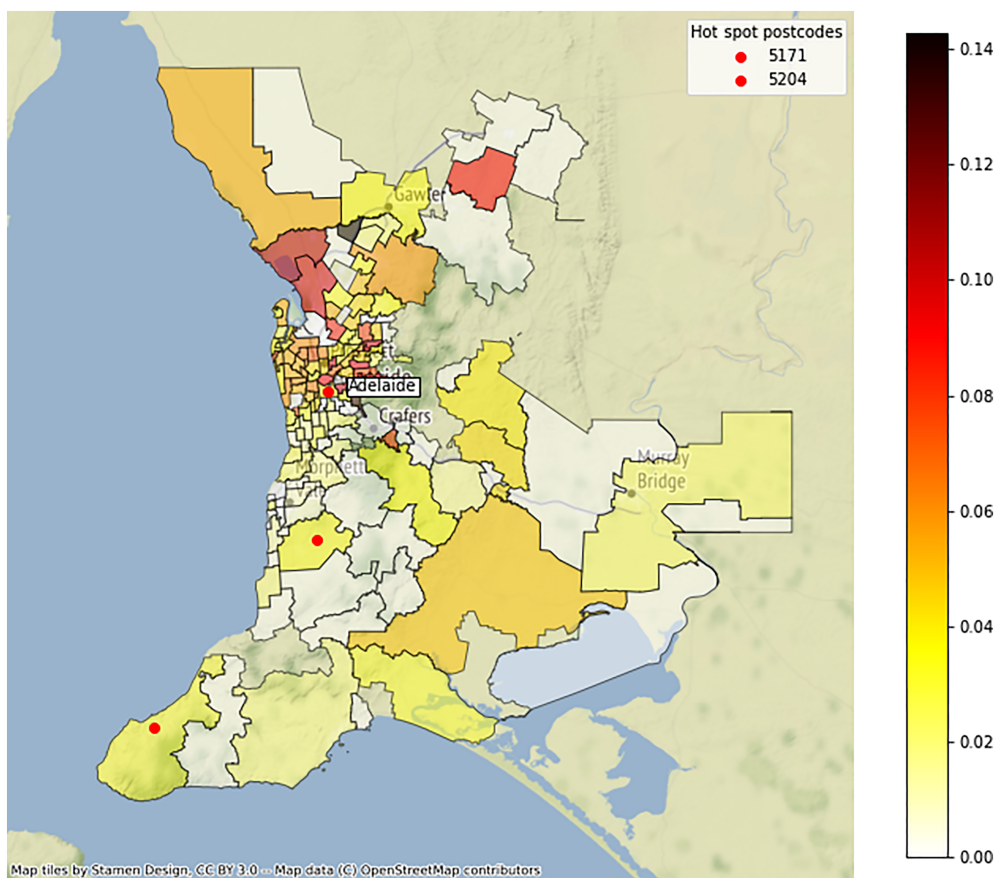 Hot spot postcodes
5171
5204
0.14
0.12
0.10
0.08
0.06
0.04
0.02
0.00
Gawler
Adelaide
Crafers
Morphett
Vale
Murray
Bridge
Map tiles by Stamen Design, CC BY 3.0 -- Map data (C) OpenStreetMap contributors